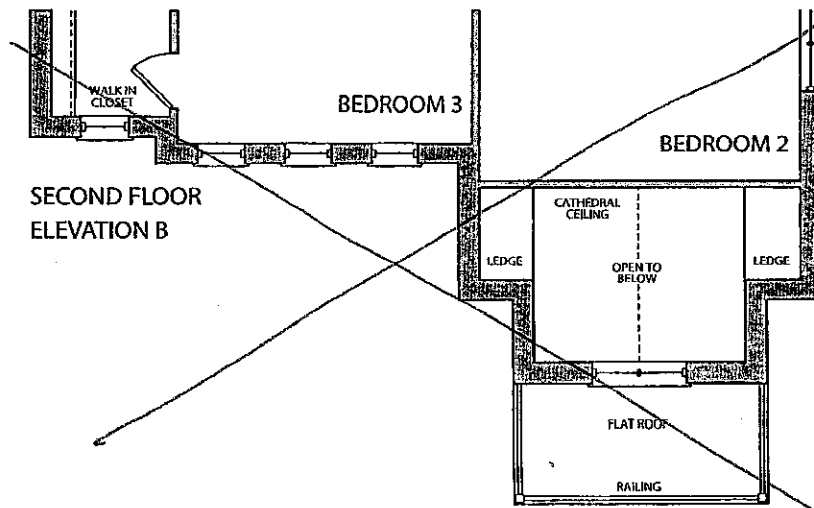 WALK IN
CLOSET
BEDROOM 3
BEDROOM 2
SECOND FLOOR
ELEVATION B
CATHEDRAL
CEILING
LEDGE
OPEN TO
BELOW
LEDGE
FLAT ROOF
RAILING